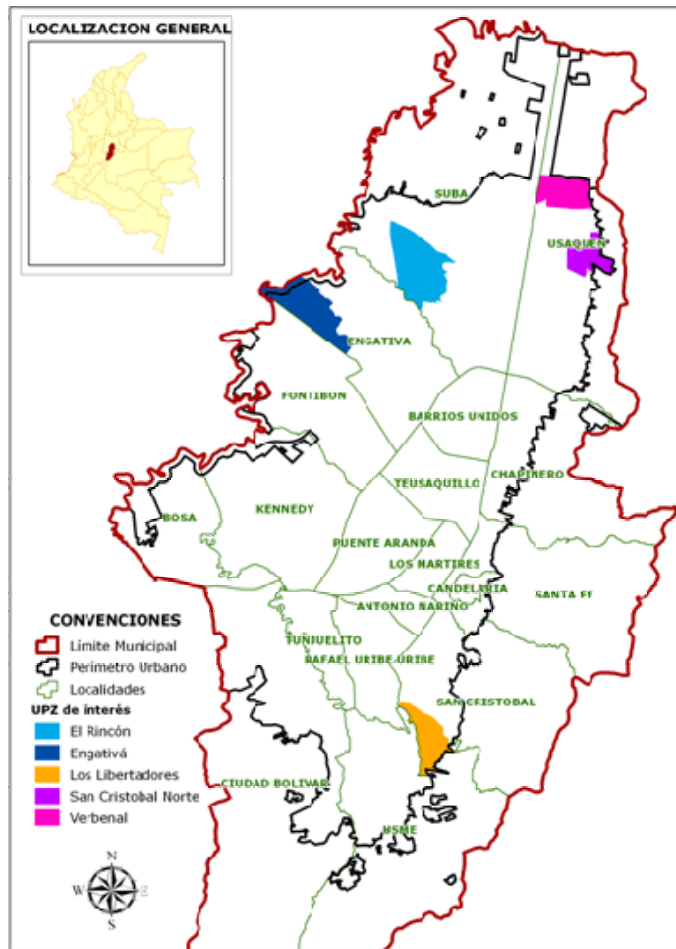 LOCALIZACION GENERAL
SUBA
USAQUEN
ENGATIVA
FONTIBON
BARRIOS UNIDOS
CHAPINERO
TEUSAQUILLO
KENNEDY
BOSA
PUENTE ARANDA
LOS MARTIRES
CANDELARIA
SANTA FE
ANTONIO NARIÑO
TUNJUELITO
RAFAEL URIBE URIBE
SAN CRISTOBAL
CIUDAD BOLIVAR
USME
CONVENCIONES
Límite Municipal
Perímetro Urbano
Localidades
UPZ de interés
El Rincón
Engativá
Los Libertadores
San Cristobal Norte
Verbenal
N
W
E
S